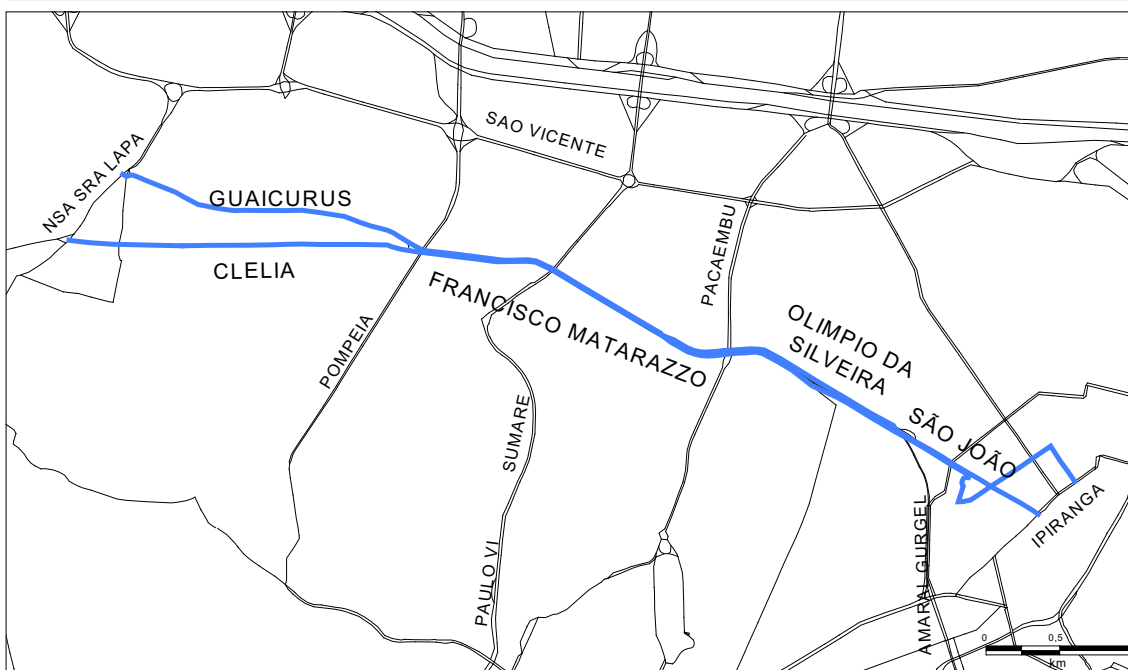 SAO VICENTE
NSA SRA LAPA
GUAICURUS
CLELIA
PACAEMBU
FRANCISCO MATARAZZO
OLIMPIO DA
SILVEIRA
POMPEIA
SUMARE
SÃO JOÃO
IPIRANGA
AMARAL GURGEL
PAULO VI
0 0,5
km